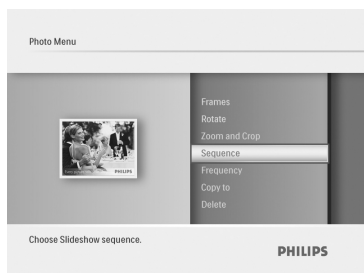 Photo Menu
Frames
Rotate
Zoom and Crop
Sequence
Frequency
Copy to
Delete
PHILIPS
Choose Slideshow sequence.
PHILIPS